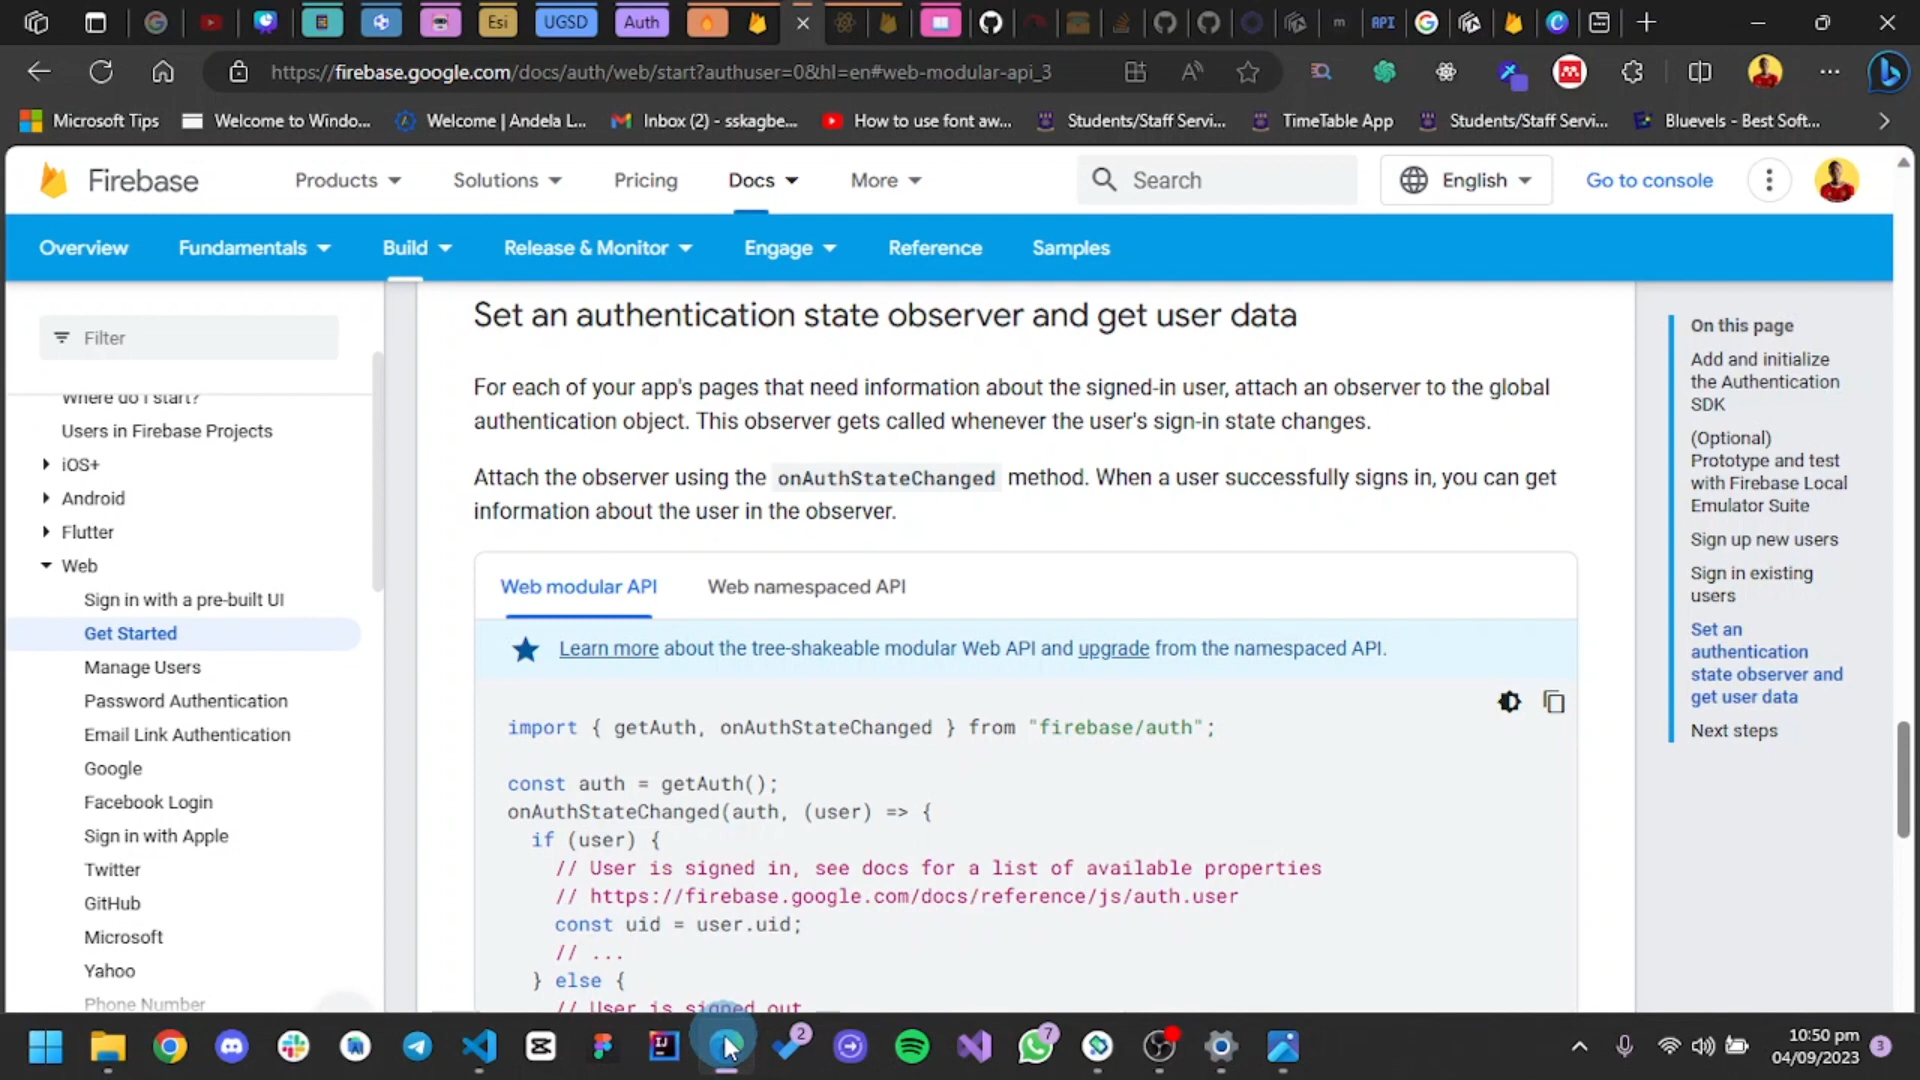 Esi
UGSD
Auth
m
API
https://firebase.google.com/docs/auth/web/start?authuser=0&hl=en#web-modular-api_3
Microsoft Tips
Welcome to Windo...
Welcome | Andela L...
Inbox (2) - sskagbe...
How to use font aw...
Students/Staff Servi...
TimeTable App
Students/Staff Servi...
Bluevels - Best Soft...
Firebase
Products
Solutions
Pricing
Docs
More
Search
English
Go to console
Overview
Fundamentals
Build
Release & Monitor
Engage
Reference
Samples
Filter
Where do I start?
Users in Firebase Projects
iOS+
Android
Flutter
Web
Sign in with a pre-built UI
Get Started
Manage Users
Password Authentication
Email Link Authentication
Google
Facebook Login
Sign in with Apple
Twitter
GitHub
Microsoft
Yahoo
Phone Number
Set an authentication state observer and get user data
For each of your app's pages that need information about the signed-in user, attach an observer to the global
authentication object. This observer gets called whenever the user's sign-in state changes.
Attach the observer using the onAuthStateChanged method. When a user successfully signs in, you can get
information about the user in the observer.
Web modular API
Web namespaced API
Learn more about the tree-shakeable modular Web API and upgrade from the namespaced API.
import { getAuth, onAuthStateChanged } from "firebase/auth";
const auth = getAuth();
onAuthStateChanged(auth, (user) => {
if (user) {
// User is signed in, see docs for a list of available properties
// https://firebase.google.com/docs/reference/js/auth.user
const uid = user.uid;
// ...
} else {
// User is signed out
On this page
Add and initialize
the Authentication
SDK
(Optional)
Prototype and test
with Firebase Local
Emulator Suite
Sign up new users
Sign in existing
users
Set an
authentication
state observer and
get user data
Next steps
2
7
10:50 pm
04/09/2023
3